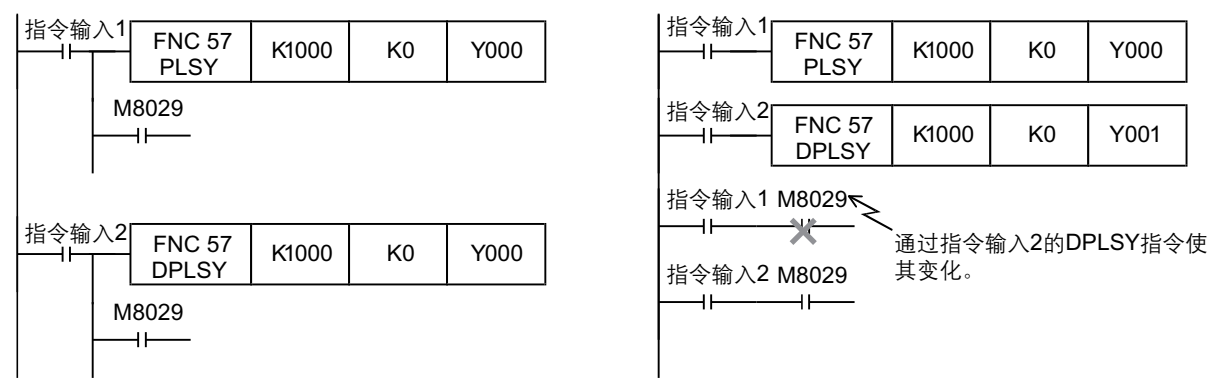 指令输入1
FNC 57
PLSY
K1000
K0
Y000
M8029
指令输入2
FNC 57
DPLSY
K1000
K0
Y000
M8029
指令输入1
FNC 57
PLSY
K1000
K0
Y000
指令输入2
FNC 57
DPLSY
K1000
K0
Y001
指令输入1 M8029
通过指令输入2的DPLSY指令使
其变化。
指令输入2 M8029